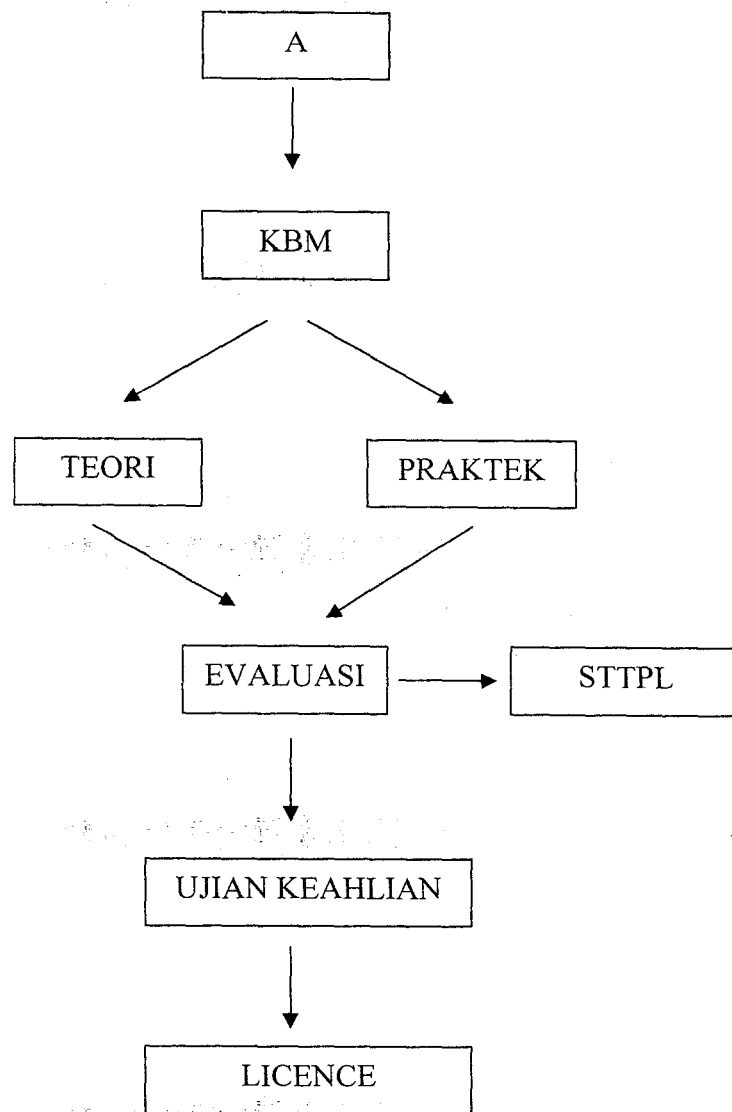 A
KBM
TEORI
PRAKTEK
EVALUASI
STTPL
UJIAN KEAHLIAN
LICENCE